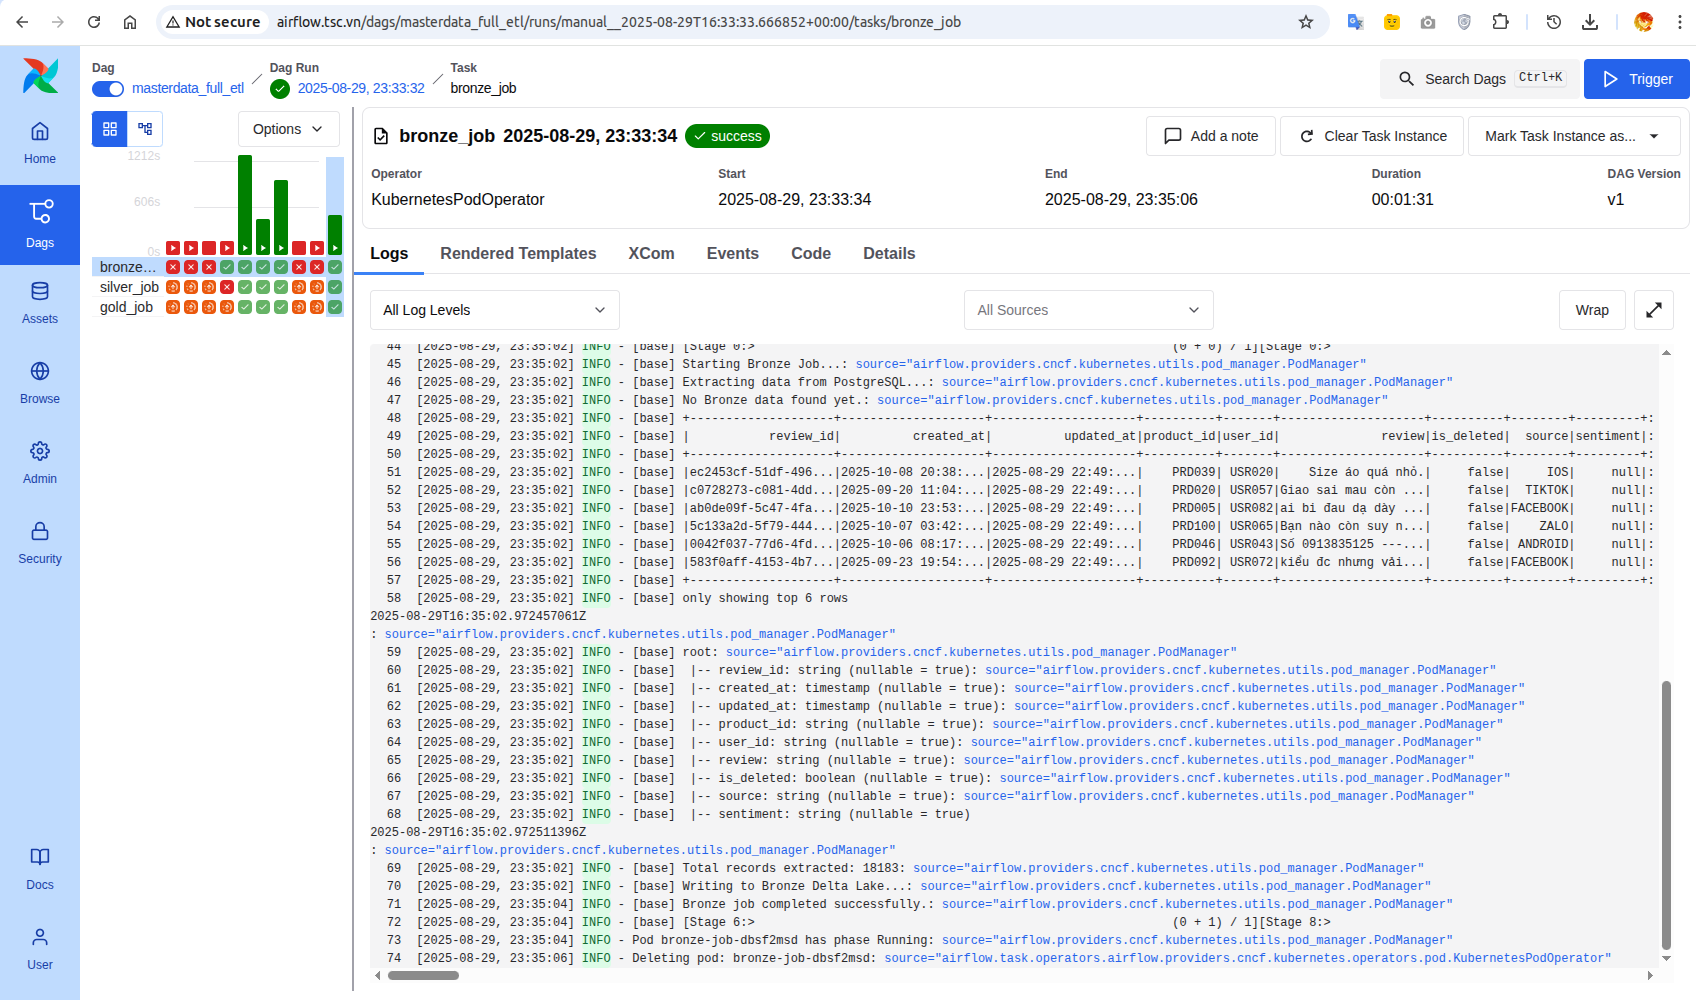 Not secure
airflow.tsc.vn/dags/masterdata_full_etl/runs/manual__2025-08-29T16:33:33.666852+00:00/tasks/bronze_job
Home
Dags
Assets
Browse
Admin
Security
Docs
User
Dag
masterdata_full_etl
Dag Run
2025-08-29, 23:33:32
Task
bronze_job
Search Dags
Ctrl+K
Trigger
Options
1212s
606s
0s
bronze...
silver_job
gold_job
bronze_job 2025-08-29, 23:33:34
success
Add a note
Clear Task Instance
Mark Task Instance as...
Operator
KubernetesPodOperator
Start
2025-08-29, 23:33:34
End
2025-08-29, 23:35:06
Duration
00:01:31
DAG Version
v1
Logs
Rendered Templates
XCom
Events
Code
Details
All Log Levels
All Sources
Wrap
44 [2025-08-29, 23:35:02] INFO - [base] [Stage 0:> (0 + 0) / 1][Stage 0:>
45 [2025-08-29, 23:35:02] INFO - [base] Starting Bronze Job...: source="airflow.providers.cncf.kubernetes.utils.pod_manager.PodManager"
46 [2025-08-29, 23:35:02] INFO - [base] Extracting data from PostgreSQL...: source="airflow.providers.cncf.kubernetes.utils.pod_manager.PodManager"
47 [2025-08-29, 23:35:02] INFO - [base] No Bronze data found yet.: source="airflow.providers.cncf.kubernetes.utils.pod_manager.PodManager"
48 [2025-08-29, 23:35:02] INFO - [base] +--------------------+--------------------+--------------------+----------+-------+--------------------+----------+--------+---------+:
49 [2025-08-29, 23:35:02] INFO - [base] | review_id| created_at| updated_at|product_id|user_id| review|is_deleted| source|sentiment|:
50 [2025-08-29, 23:35:02] INFO - [base] +--------------------+--------------------+--------------------+----------+-------+--------------------+----------+--------+---------+:
51 [2025-08-29, 23:35:02] INFO - [base] |ec2453cf-51df-496...|2025-10-08 20:38:...|2025-08-29 22:49:...| PRD039| USR020| Size áo quá nhỏ.| false| IOS| null|:
52 [2025-08-29, 23:35:02] INFO - [base] |c0728273-c081-4dd...|2025-09-20 11:04:...|2025-08-29 22:49:...| PRD020| USR057|Giao sai mau còn ...| false| TIKTOK| null|:
53 [2025-08-29, 23:35:02] INFO - [base] |ab0de09f-5c47-4fa...|2025-10-10 23:53:...|2025-08-29 22:49:...| PRD005| USR082|ai bi đau dạ dày ...| false|FACEBOOK| null|:
54 [2025-08-29, 23:35:02] INFO - [base] |5c133a2d-5f79-444...|2025-10-07 03:42:...|2025-08-29 22:49:...| PRD100| USR065|Bạn nào còn suy n...| false| ZALO| null|:
55 [2025-08-29, 23:35:02] INFO - [base] |0042f037-77d6-4fd...|2025-10-06 08:17:...|2025-08-29 22:49:...| PRD046| USR043|Số 0913835125 ---...| false| ANDROID| null|:
56 [2025-08-29, 23:35:02] INFO - [base] |583f0aff-4153-4b7...|2025-09-23 19:54:...|2025-08-29 22:49:...| PRD092| USR072|kiểu đc nhưng vải...| false|FACEBOOK| null|:
57 [2025-08-29, 23:35:02] INFO - [base] +--------------------+--------------------+--------------------+----------+-------+--------------------+----------+--------+---------+:
58 [2025-08-29, 23:35:02] INFO - [base] only showing top 6 rows
2025-08-29T16:35:02.972457061Z
: source="airflow.providers.cncf.kubernetes.utils.pod_manager.PodManager"
59 [2025-08-29, 23:35:02] INFO - [base] root: source="airflow.providers.cncf.kubernetes.utils.pod_manager.PodManager"
60 [2025-08-29, 23:35:02] INFO - [base] |-- review_id: string (nullable = true): source="airflow.providers.cncf.kubernetes.utils.pod_manager.PodManager"
61 [2025-08-29, 23:35:02] INFO - [base] |-- created_at: timestamp (nullable = true): source="airflow.providers.cncf.kubernetes.utils.pod_manager.PodManager"
62 [2025-08-29, 23:35:02] INFO - [base] |-- updated_at: timestamp (nullable = true): source="airflow.providers.cncf.kubernetes.utils.pod_manager.PodManager"
63 [2025-08-29, 23:35:02] INFO - [base] |-- product_id: string (nullable = true): source="airflow.providers.cncf.kubernetes.utils.pod_manager.PodManager"
64 [2025-08-29, 23:35:02] INFO - [base] |-- user_id: string (nullable = true): source="airflow.providers.cncf.kubernetes.utils.pod_manager.PodManager"
65 [2025-08-29, 23:35:02] INFO - [base] |-- review: string (nullable = true): source="airflow.providers.cncf.kubernetes.utils.pod_manager.PodManager"
66 [2025-08-29, 23:35:02] INFO - [base] |-- is_deleted: boolean (nullable = true): source="airflow.providers.cncf.kubernetes.utils.pod_manager.PodManager"
67 [2025-08-29, 23:35:02] INFO - [base] |-- source: string (nullable = true): source="airflow.providers.cncf.kubernetes.utils.pod_manager.PodManager"
68 [2025-08-29, 23:35:02] INFO - [base] |-- sentiment: string (nullable = true)
2025-08-29T16:35:02.972511396Z
: source="airflow.providers.cncf.kubernetes.utils.pod_manager.PodManager"
69 [2025-08-29, 23:35:02] INFO - [base] Total records extracted: 18183: source="airflow.providers.cncf.kubernetes.utils.pod_manager.PodManager"
70 [2025-08-29, 23:35:02] INFO - [base] Writing to Bronze Delta Lake...: source="airflow.providers.cncf.kubernetes.utils.pod_manager.PodManager"
71 [2025-08-29, 23:35:04] INFO - [base] Bronze job completed successfully.: source="airflow.providers.cncf.kubernetes.utils.pod_manager.PodManager"
72 [2025-08-29, 23:35:04] INFO - [base] [Stage 6:> (0 + 1) / 1][Stage 8:>
73 [2025-08-29, 23:35:04] INFO - Pod bronze-job-dbsf2msd has phase Running: source="airflow.providers.cncf.kubernetes.utils.pod_manager.PodManager"
74 [2025-08-29, 23:35:06] INFO - Deleting pod: bronze-job-dbsf2msd: source="airflow.task.operators.airflow.providers.cncf.kubernetes.operators.pod.KubernetesPodOperator"